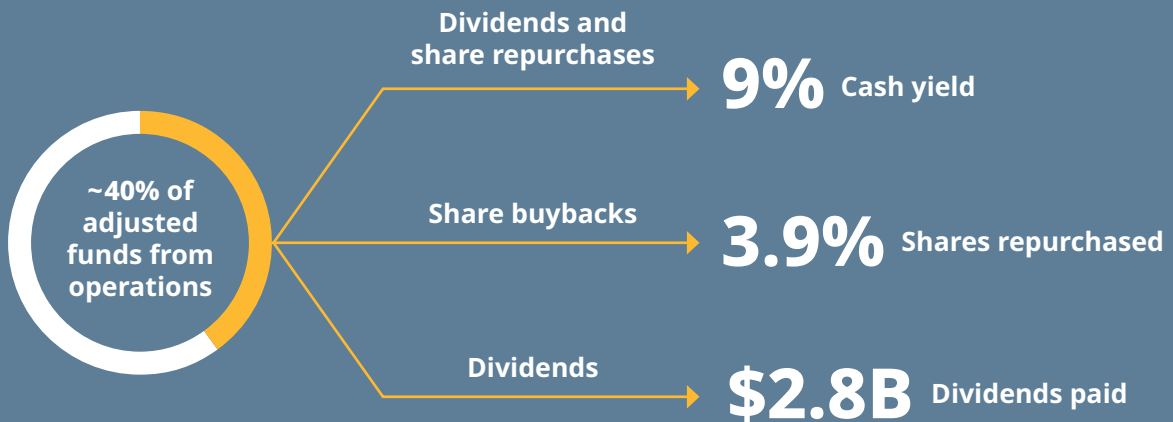 ~40% of
adjusted
funds from
operations
Dividends and
share repurchases
9% Cash yield
Share buybacks
3.9% Shares repurchased
Dividends
$2.8B Dividends paid